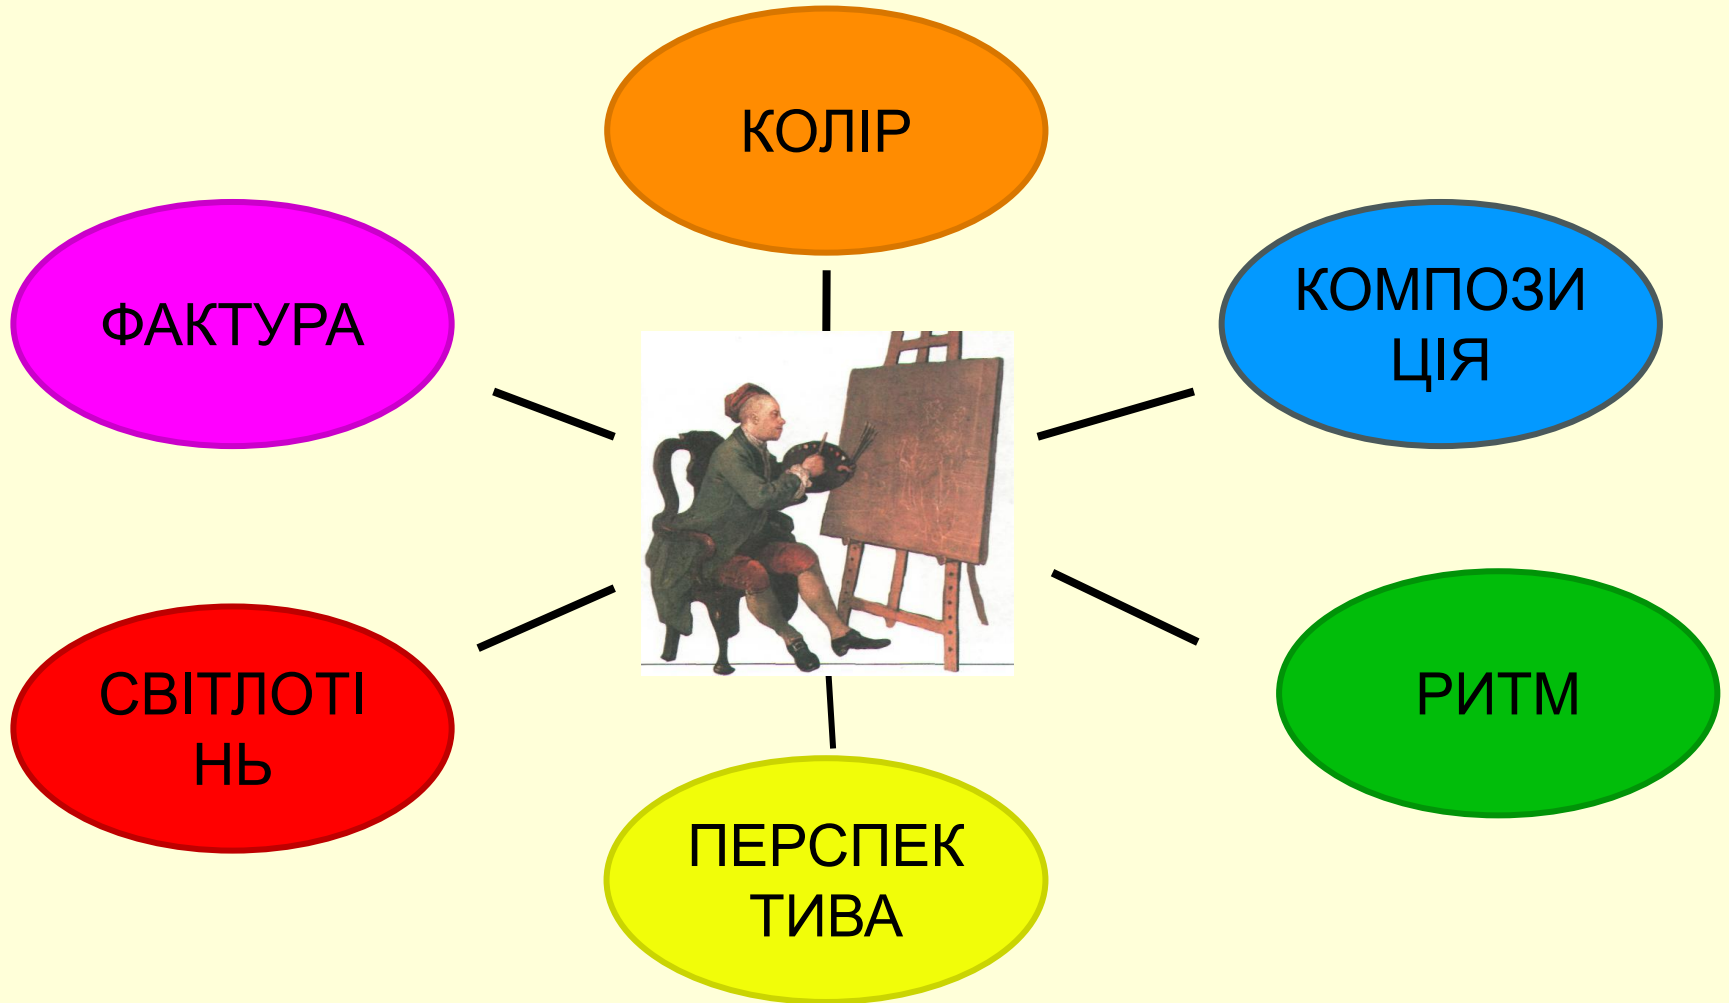 КОЛІР
ФАКТУРА
КОМПОЗИ
ЦІЯ
СВІТЛОТІ
НЬ
РИТМ
ПЕРСПЕК
ТИВА